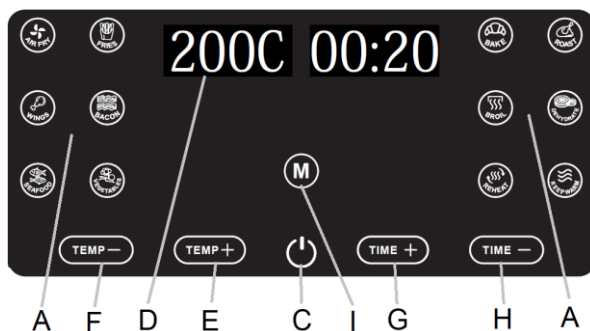 AIR FRY
FRIES
200C 00:20
BAKE
ROAST
WINGS
BACON
BROIL
DEHYDRATE
SEAFOOD
VEGETABLES
M
REHEAT
KEEP WARM
TEMP −
TEMP +
TIME +
TIME −
A F D E C I G H A